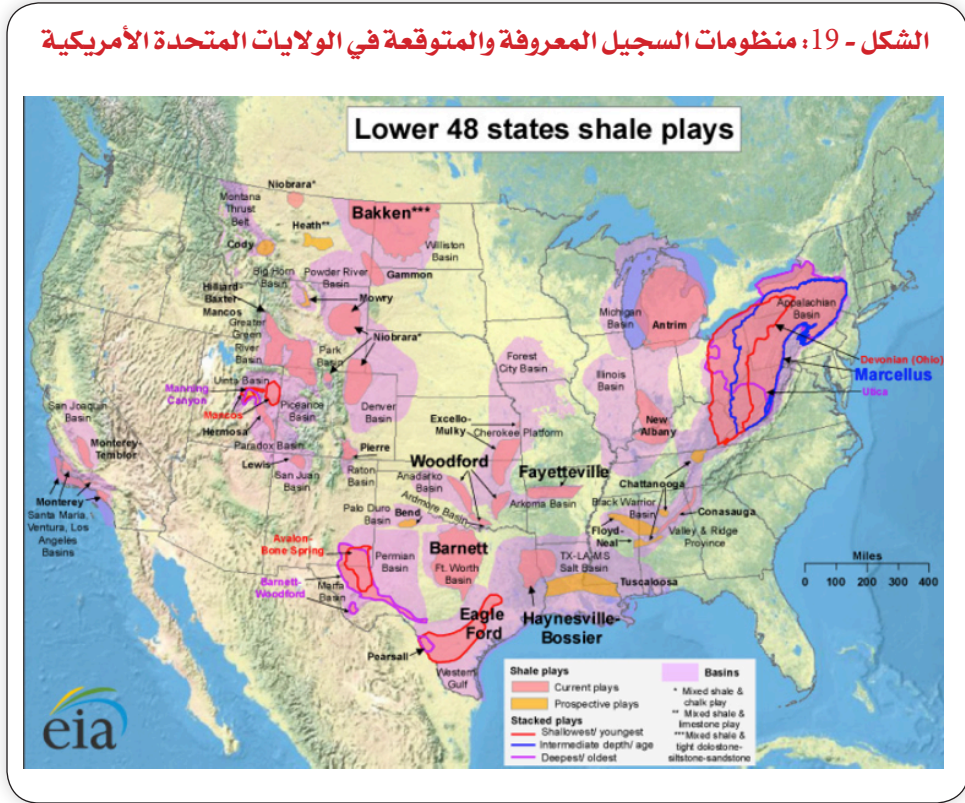 الشكل - 19: منظومات السجيل المعروفة والمتوقعة في الولايات المتحدة الأمريكية
Lower 48 states shale plays
Niobrara*
Montana
Thrust
Belt
Bakken***
Heath**
Cody
Williston
Basin
Big Horn
Basin
Powder River
Basin
Gammon
Hilliard-
Baxter
Mancos
Mowry
Greater
Green
River
Basin
Niobrara*
Park
Basin
Michigan
Basin
Antrim
Appalachian
Basin
Devonian (Ohio)
Marcellus
Utica
Forest
City Basin
Illinois
Basin
Uinta Basin
Manning
Canyon
Mancos
Piceance
Basin
Denver
Basin
Hermosa
Paradox Basin
San Joaquin
Basin
Monterey-
Temblor
Excello-
Mulky
Cherokee Platform
New
Albany
Pierre
Lewis
San Juan
Basin
Raton
Basin
Woodford
Anadarko
Basin
Fayetteville
Arkoma Basin
Chattanooga
Monterey
Santa Maria,
Ventura, Los
Angeles
Basins
Palo Duro
Basin
Bend
Ardmore Basin
Black Warrior
Basin
Conasauga
Floyd-
Neal
Valley & Ridge
Province
Avalon-
Bone Spring
Permian
Basin
Barnett
Ft. Worth
Basin
TX-LA-MS
Salt Basin
Tuscaloosa
Barnett-
Woodford
Marfa
Basin
Eagle
Ford
Haynesville-
Bossier
Pearsall
Western
Gulf
Miles
0 100 200 300 400
Shale plays
Current plays
Prospective plays
Stacked plays
Shallowest/ youngest
Intermediate depth/ age
Deepest/ oldest
Basins
* Mixed shale &
chalk play
** Mixed shale &
limestone play
***Mixed shale &
tight dolostone-
siltstone-sandstone
eia